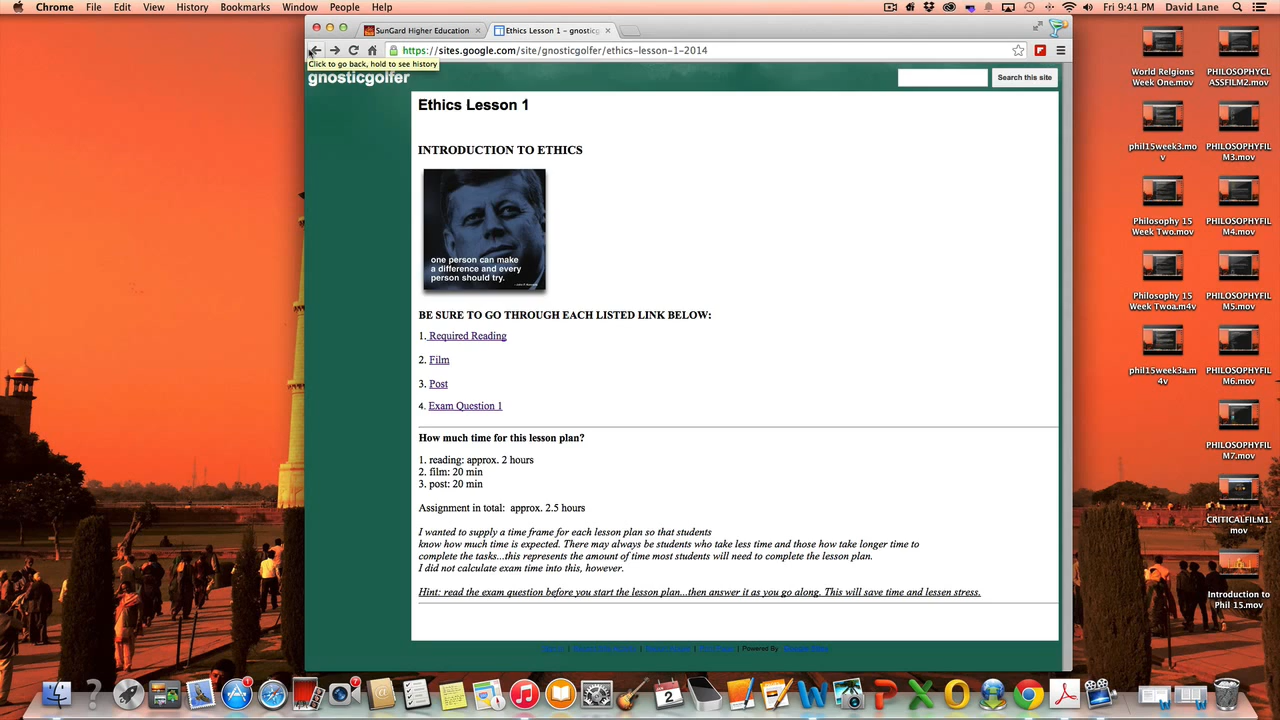 Chrome File Edit View History Bookmarks Window People Help
Fri 9:41 PM David Lane
SunGard Higher Education
Ethics Lesson 1 – gnosticg
https://sites.google.com/site/gnosticgolfer/ethics-lesson-1-2014
Click to go back, hold to see history
gnosticgolfer
Search this site
Ethics Lesson 1
INTRODUCTION TO ETHICS
one person can make
a difference and every
person should try.
BE SURE TO GO THROUGH EACH LISTED LINK BELOW:
1. Required Reading
2. Film
3. Post
4. Exam Question 1
How much time for this lesson plan?
1. reading: approx. 2 hours
2. film: 20 min
3. post: 20 min
Assignment in total: approx. 2.5 hours
I wanted to supply a time frame for each lesson plan so that students
know how much time is expected. There may always be students who take less time and those how take longer time to
complete the tasks...this represents the amount of time most students will need to complete the lesson plan.
I did not calculate exam time into this, however.
Hint: read the exam question before you start the lesson plan...then answer it as you go along. This will save time and lessen stress.
Powered By Google Sites
World Relgions
Week One.mov
PHILOSOPHYCL
ASSFILM2.mov
phil15week3.mo
v
PHILOSOPHYFIL
M3.mov
Philosophy 15
Week Two.mov
PHILOSOPHYFIL
M4.mov
Philosophy 15
Week Twoa.m4v
PHILOSOPHYFIL
M5.mov
phil15week3a.m
4v
PHILOSOPHYFIL
M6.mov
PHILOSOPHYFIL
M7.mov
CRITICALFILM1.
mov
Introduction to
Phil 15.mov